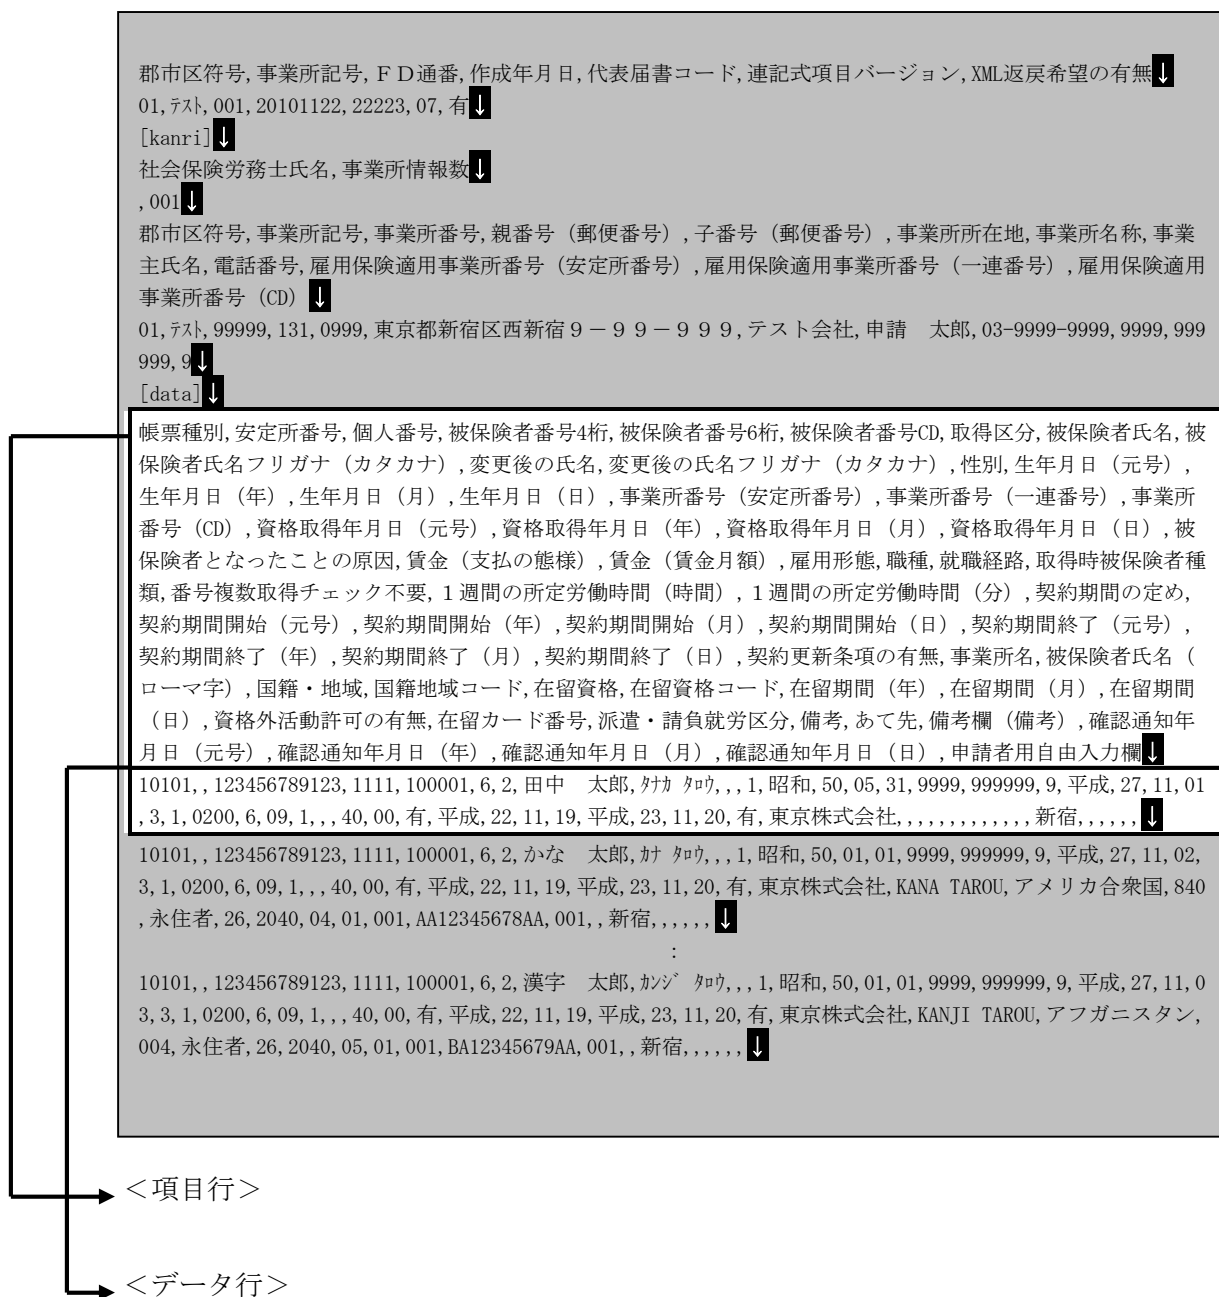 郡市区符号,事業所記号,ＦＤ通番,作成年月日,代表届書コード,連記式項目バージョン,XML返戻希望の有無↓
01,ﾃｽﾄ,001,20101122,22223,07,有↓
[kanri]↓
社会保険労務士氏名,事業所情報数↓
,001↓
郡市区符号,事業所記号,事業所番号,親番号（郵便番号）,子番号（郵便番号）,事業所所在地,事業所名称,事業
主氏名,電話番号,雇用保険適用事業所番号（安定所番号）,雇用保険適用事業所番号（一連番号）,雇用保険適用
事業所番号（CD）↓
01,ﾃｽﾄ,99999,131,0999,東京都新宿区西新宿９－９９－９９９,テスト会社,申請　太郎,03-9999-9999,9999,999
999,9↓
[data]↓
帳票種別,安定所番号,個人番号,被保険者番号4桁,被保険者番号6桁,被保険者番号CD,取得区分,被保険者氏名,被
保険者氏名フリガナ（カタカナ）,変更後の氏名,変更後の氏名フリガナ（カタカナ）,性別,生年月日（元号）,
生年月日（年）,生年月日（月）,生年月日（日）,事業所番号（安定所番号）,事業所番号（一連番号）,事業所
番号（CD）,資格取得年月日（元号）,資格取得年月日（年）,資格取得年月日（月）,資格取得年月日（日）,被
保険者となったことの原因,賃金（支払の態様）,賃金（賃金月額）,雇用形態,職種,就職経路,取得時被保険者種
類,番号複数取得チェック不要,１週間の所定労働時間（時間）,１週間の所定労働時間（分）,契約期間の定め,
契約期間開始（元号）,契約期間開始（年）,契約期間開始（月）,契約期間開始（日）,契約期間終了（元号）,
契約期間終了（年）,契約期間終了（月）,契約期間終了（日）,契約更新条項の有無,事業所名,被保険者氏名（
ローマ字）,国籍・地域,国籍地域コード,在留資格,在留資格コード,在留期間（年）,在留期間（月）,在留期間
（日）,資格外活動許可の有無,在留カード番号,派遣・請負就労区分,備考,あて先,備考欄（備考）,確認通知年
月日（元号）,確認通知年月日（年）,確認通知年月日（月）,確認通知年月日（日）,申請者用自由入力欄↓
10101,,123456789123,1111,100001,6,2,田中　太郎,ﾀﾅｶ ﾀﾛｳ,,,1,昭和,50,05,31,9999,999999,9,平成,27,11,01
,3,1,0200,6,09,1,,,40,00,有,平成,22,11,19,平成,23,11,20,有,東京株式会社,,,,,,,,,,,,,新宿,,,,,,↓
10101,,123456789123,1111,100001,6,2,かな　太郎,ｶﾅ ﾀﾛｳ,,,1,昭和,50,01,01,9999,999999,9,平成,27,11,02,
3,1,0200,6,09,1,,,40,00,有,平成,22,11,19,平成,23,11,20,有,東京株式会社,KANA TAROU,アメリカ合衆国,840
,永住者,26,2040,04,01,001,AA12345678AA,001,,新宿,,,,,,↓
：
10101,,123456789123,1111,100001,6,2,漢字　太郎,ｶﾝｼﾞ ﾀﾛｳ,,,1,昭和,50,01,01,9999,999999,9,平成,27,11,0
3,3,1,0200,6,09,1,,,40,00,有,平成,22,11,19,平成,23,11,20,有,東京株式会社,KANJI TAROU,アフガニスタン,
004,永住者,26,2040,05,01,001,BA12345679AA,001,,新宿,,,,,,↓
＜項目行＞
＜データ行＞